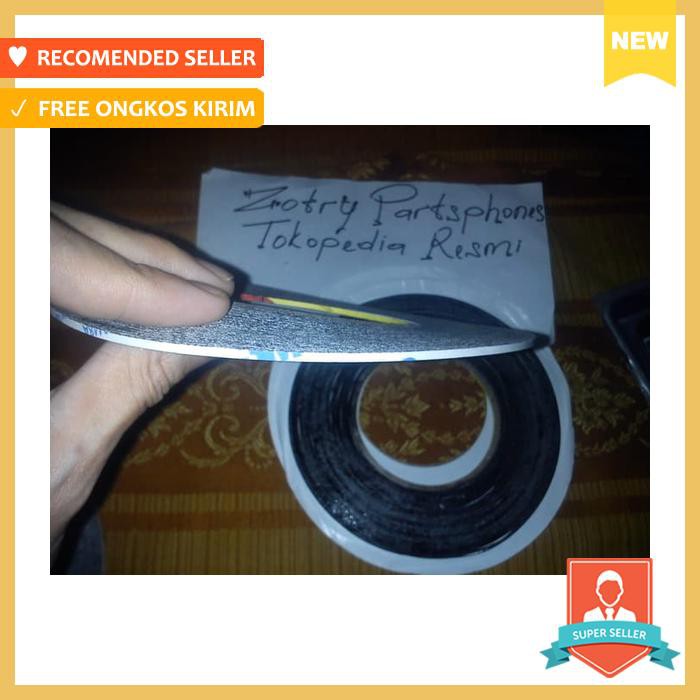 RECOMENDED SELLER
FREE ONGKOS KIRIM
NEW
Zrotry Partsphones
Tokopedia Resmi
SUPER SELLER